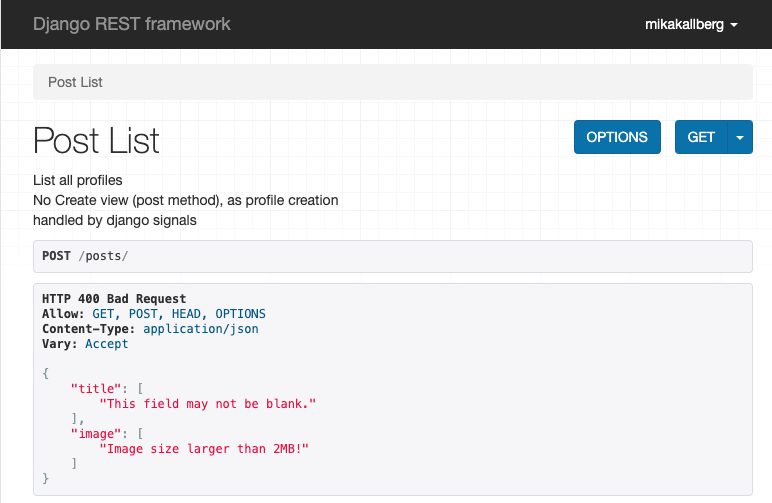 Django REST framework
mikakallberg
Post List
Post List
OPTIONS
GET
List all profiles
No Create view (post method), as profile creation
handled by django signals
POST /posts/
HTTP 400 Bad Request
Allow: GET, POST, HEAD, OPTIONS
Content-Type: application/json
Vary: Accept
{
    "title": [
        "This field may not be blank."
    ],
    "image": [
        "Image size larger than 2MB!"
    ]
}